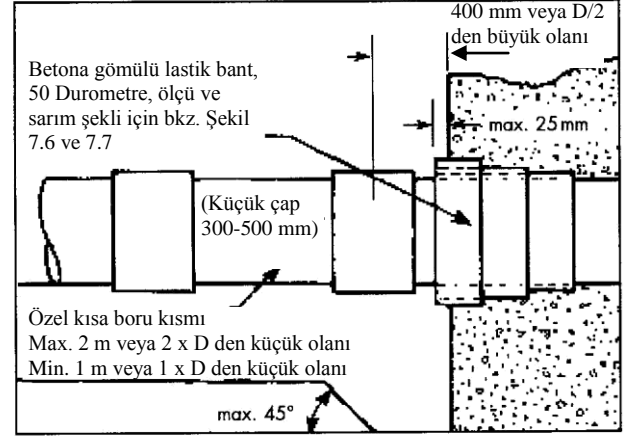 400 mm veya D/2
den büyük olanı
Betona gömülü lastik bant,
50 Durometre, ölçü ve
sarım şekli için bkz. Şekil
7.6 ve 7.7
max. 25 mm
(Küçük çap
300-500 mm)
Özel kısa boru kısmı
Max. 2 m veya 2 x D den küçük olanı
Min. 1 m veya 1 x D den küçük olanı
max. 45°